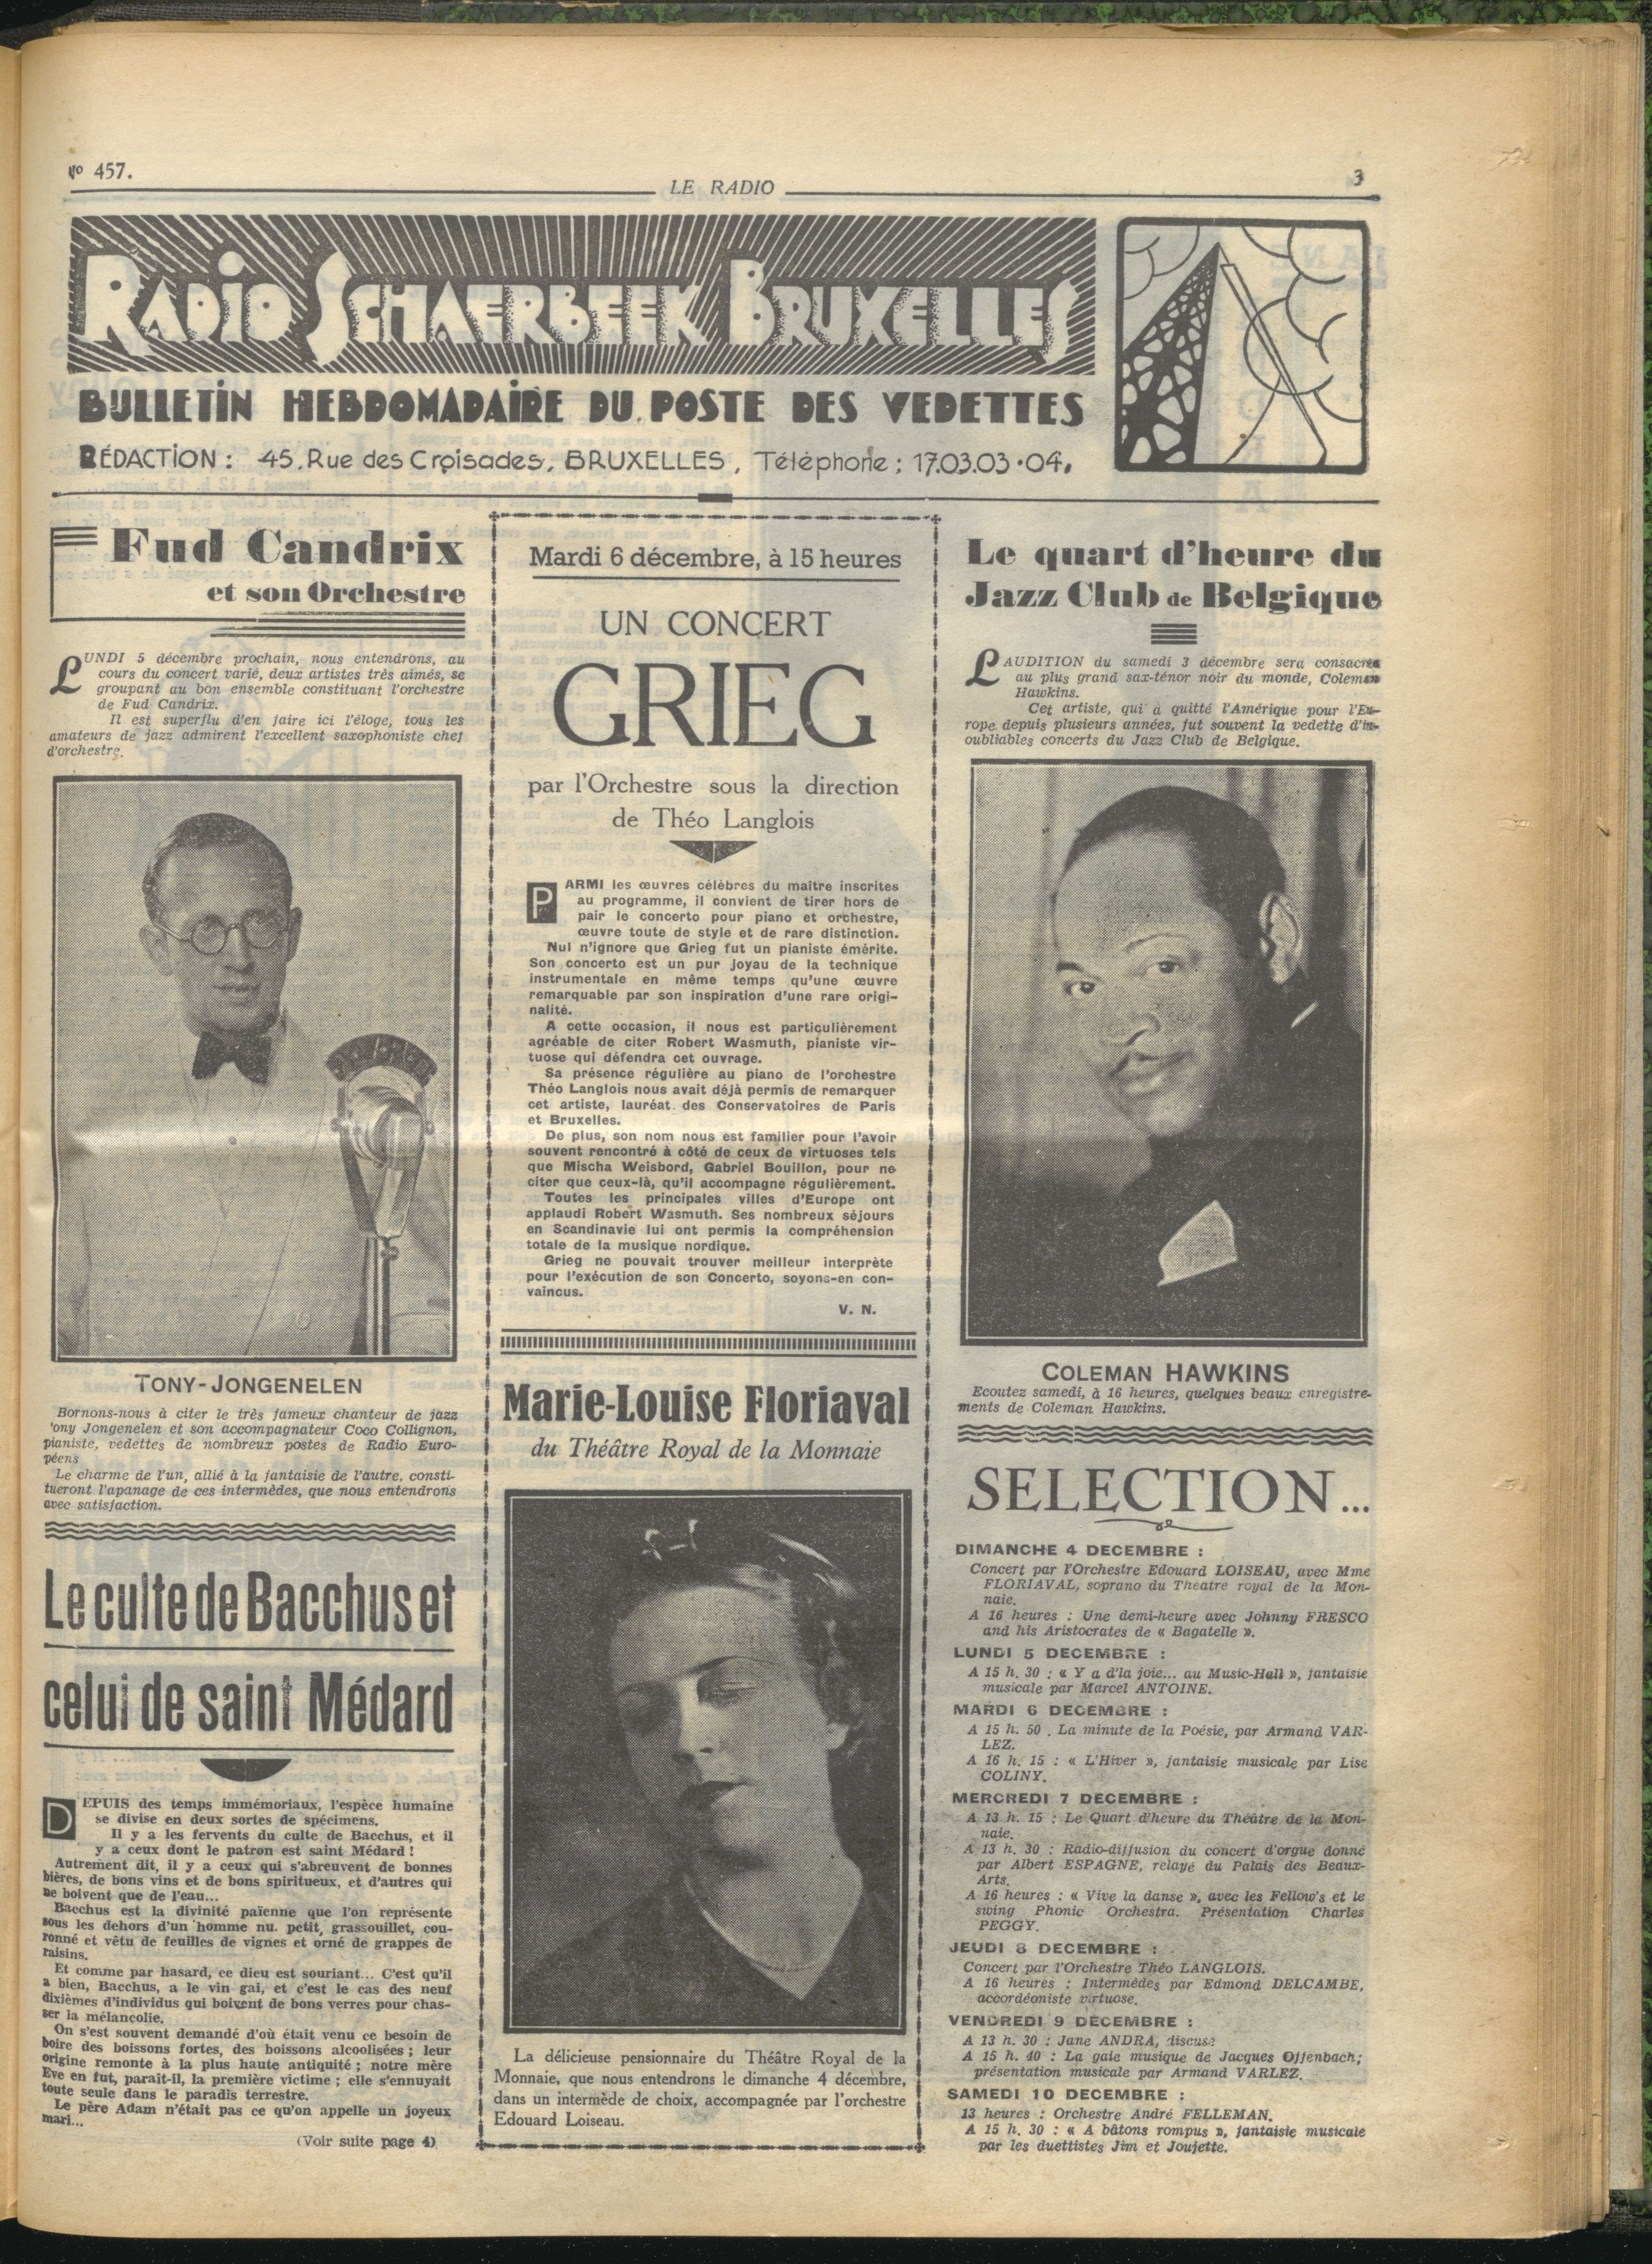 No 457.
LE RADIO
3
RADIO SCHAERBEEK BRUXELLES
BULLETIN HEBDOMADAIRE DU POSTE DES VEDETTES
RÉDACTION : 45, Rue des Croisades, BRUXELLES, Téléphone : 17.03.03 - 04.
Fud Candrix
et son Orchestre
LUNDI 5 décembre prochain, nous entendrons, au
cours du concert varié, deux artistes très aimés, se
groupant au bon ensemble constituant l'orchestre
de Fud Candrix.
Il est superflu d'en faire ici l'éloge, tous les
amateurs de jazz admirent l'excellent saxophoniste chef
d'orchestre.
TONY-JONGENELEN
Bornons-nous à citer le très fameux chanteur de jazz
'ony Jongenelen et son accompagnateur Coco Collignon,
pianiste, vedettes de nombreux postes de Radio Euro-
péens
Le charme de l'un, allié à la fantaisie de l'autre, consti-
tueront l'apanage de ces intermèdes, que nous entendrons
avec satisfaction.
Le culte de Bacchus et
celui de saint Médard
DEPUIS des temps immémoriaux, l'espèce humaine
se divise en deux sortes de spécimens.
Il y a les fervents du culte de Bacchus, et il
y a ceux dont le patron est saint Médard !
Autrement dit, il y a ceux qui s'abreuvent de bonnes
bières, de bons vins et de bons spiritueux, et d'autres qui
ne boivent que de l'eau...
Bacchus est la divinité païenne que l'on représente
sous les dehors d'un homme nu, petit, grassouillet, cou-
ronné et vêtu de feuilles de vignes et orné de grappes de
raisins.
Et comme par hasard, ce dieu est souriant... C'est qu'il
a bien, Bacchus, a le vin gai, et c'est le cas des neuf
dixièmes d'individus qui boivent de bons verres pour chas-
ser la mélancolie.
On s'est souvent demandé d'où était venu ce besoin de
boire des boissons fortes, des boissons alcoolisées ; leur
origine remonte à la plus haute antiquité ; notre mère
Eve en fut, paraît-il, la première victime ; elle s'ennuyait
toute seule dans le paradis terrestre.
Le père Adam n'était pas ce qu'on appelle un joyeux
mari...
(Voir suite page 4)
Mardi 6 décembre, à 15 heures
UN CONCERT
GRIEG
par l'Orchestre sous la direction
de Théo Langlois
PARMI les œuvres célèbres du maître inscrites
au programme, il convient de tirer hors de
pair le concerto pour piano et orchestre,
œuvre toute de style et de rare distinction.
Nul n'ignore que Grieg fut un pianiste émérite.
Son concerto est un pur joyau de la technique
instrumentale en même temps qu'une œuvre
remarquable par son inspiration d'une rare origi-
nalité.
A cette occasion, il nous est particulièrement
agréable de citer Robert Wasmuth, pianiste vir-
tuose qui défendra cet ouvrage.
Sa présence régulière au piano de l'orchestre
Théo Langlois nous avait déjà permis de remarquer
cet artiste, lauréat des Conservatoires de Paris
et Bruxelles.
De plus, son nom nous est familier pour l'avoir
souvent rencontré à côté de ceux de virtuoses tels
que Mischa Weisbord, Gabriel Bouillon, pour ne
citer que ceux-là, qu'il accompagne régulièrement.
Toutes les principales villes d'Europe ont
applaudi Robert Wasmuth. Ses nombreux séjours
en Scandinavie lui ont permis la compréhension
totale de la musique nordique.
Grieg ne pouvait trouver meilleur interprète
pour l'exécution de son Concerto, soyons-en con-
vaincus.
V. N.
Marie-Louise Floriaval
du Théâtre Royal de la Monnaie
La délicieuse pensionnaire du Théâtre Royal de la
Monnaie, que nous entendrons le dimanche 4 décembre,
dans un intermède de choix, accompagnée par l'orchestre
Edouard Loiseau.
Le quart d'heure du
Jazz Club de Belgique
L'AUDITION du samedi 3 décembre sera consacrée
au plus grand sax-ténor noir du monde, Coleman
Hawkins.
Cet artiste, qui a quitté l'Amérique pour l'Eu-
rope depuis plusieurs années, fut souvent la vedette d'in-
oubliables concerts du Jazz Club de Belgique.
COLEMAN HAWKINS
Ecoutez samedi, à 16 heures, quelques beaux enregistre-
ments de Coleman Hawkins.
SELECTION...
DIMANCHE 4 DECEMBRE :
Concert par l'Orchestre Edouard LOISEAU, avec Mme
FLORIAVAL, soprano du Théatre royal de la Mon-
naie.
A 16 heures : Une demi-heure avec Johnny FRESCO
and his Aristocrates de « Bagatelle ».
LUNDI 5 DECEMBRE :
A 15 h. 30 : « Y a d'la joie... au Music-Hall », fantaisie
musicale par Marcel ANTOINE.
MARDI 6 DECEMBRE :
A 15 h. 50 . La minute de la Poésie, par Armand VAR-
LEZ.
A 16 h. 15 : « L'Hiver », fantaisie musicale par Lise
COLINY.
MERCREDI 7 DECEMBRE :
A 13 h. 15 : Le Quart d'heure du Théâtre de la Mon-
naie.
A 13 h. 30 : Radio-diffusion du concert d'orgue donné
par Albert ESPAGNE, relayé du Palais des Beaux-
Arts.
A 16 heures : « Vive la danse », avec les Fellow's et le
swing Phonic Orchestra. Présentation Charles
PEGGY.
JEUDI 8 DECEMBRE :
Concert par l'Orchestre Théo LANGLOIS.
A 16 heures : Intermèdes par Edmond DELCAMBE,
accordéoniste virtuose.
VENDREDI 9 DECEMBRE :
A 13 h. 30 : Jane ANDRA, diseuse
A 15 h. 40 : La gaie musique de Jacques Offenbach;
présentation musicale par Armand VARLEZ.
SAMEDI 10 DECEMBRE :
13 heures : Orchestre André FELLEMAN.
A 15 h. 30 : « A bâtons rompus », fantaisie musicale
par les duettistes Jim et Joujette.